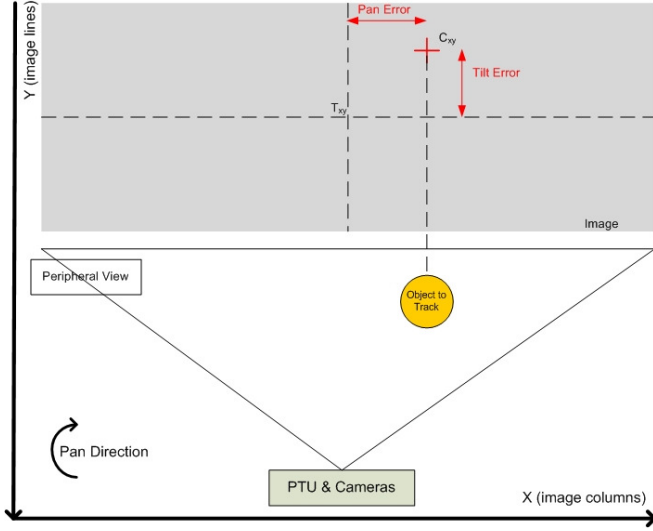 Y (image lines)
Pan Error
Cxy
Tilt Error
Txy
Image
Peripheral View
Object to
Track
Pan Direction
PTU & Cameras
X (image columns)